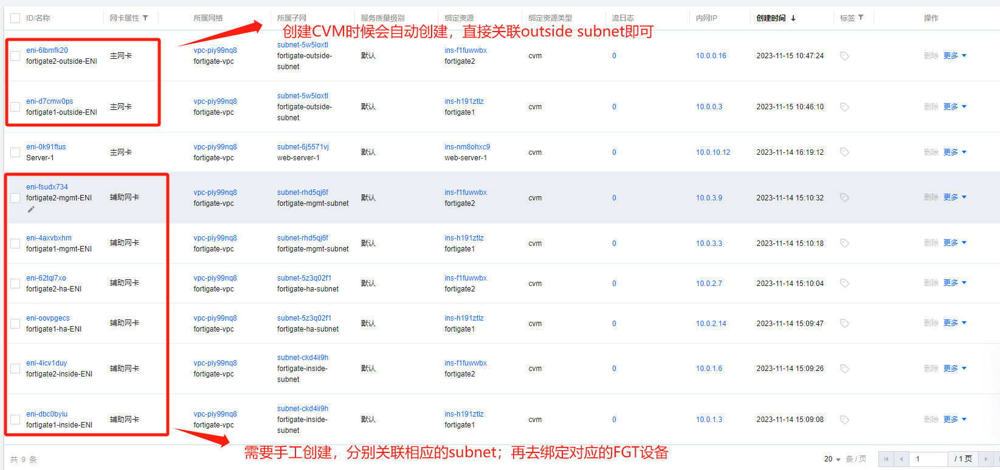 ID/名称 网卡属性 所属网络 所属子网 服务质量级别 绑定资源 绑定资源类型 流日志 内网IP 创建时间 标签 操作
创建CVM时候会自动创建，直接关联outside subnet即可
eni-6lbmfk20
fortigate2-outside-ENI
主网卡
vpc-piy99nq8
fortigate-vpc
subnet-5w5loxtl
fortigate-outside-
subnet
默认
ins-f1fuwwbx
fortigate2
cvm
0
10.0.0.16
2023-11-15 10:47:24
删除 更多
eni-d7cmw0ps
fortigate1-outside-ENI
主网卡
vpc-piy99nq8
fortigate-vpc
subnet-5w5loxtl
fortigate-outside-
subnet
默认
ins-h191ztlz
fortigate1
cvm
0
10.0.0.3
2023-11-15 10:46:10
删除 更多
eni-0k91ftus
Server-1
主网卡
vpc-piy99nq8
fortigate-vpc
subnet-6j5571vj
web-server-1
默认
ins-nm8ohxc9
web-server-1
cvm
0
10.0.10.12
2023-11-14 16:19:12
删除 更多
eni-fsudx734
fortigate2-mgmt-ENI
辅助网卡
vpc-piy99nq8
fortigate-vpc
subnet-rhd5qj6f
fortigate-mgmt-subnet
默认
ins-f1fuwwbx
fortigate2
cvm
0
10.0.3.9
2023-11-14 15:10:32
删除 更多
eni-4axvbxhm
fortigate1-mgmt-ENI
辅助网卡
vpc-piy99nq8
fortigate-vpc
subnet-rhd5qj6f
fortigate-mgmt-subnet
默认
ins-h191ztlz
fortigate1
cvm
0
10.0.3.3
2023-11-14 15:10:18
删除 更多
eni-62tql7xo
fortigate2-ha-ENI
辅助网卡
vpc-piy99nq8
fortigate-vpc
subnet-5z3q02f1
fortigate-ha-subnet
默认
ins-f1fuwwbx
fortigate2
cvm
0
10.0.2.7
2023-11-14 15:10:04
删除 更多
eni-oovpgecs
fortigate1-ha-ENI
辅助网卡
vpc-piy99nq8
fortigate-vpc
subnet-5z3q02f1
fortigate-ha-subnet
默认
ins-h191ztlz
fortigate1
cvm
0
10.0.2.14
2023-11-14 15:09:47
删除 更多
eni-4icv1duy
fortigate2-inside-ENI
辅助网卡
vpc-piy99nq8
fortigate-vpc
subnet-ckd4ii9h
fortigate-inside-
subnet
默认
ins-f1fuwwbx
fortigate2
cvm
0
10.0.1.6
2023-11-14 15:09:26
删除 更多
eni-dbc0byiu
fortigate1-inside-ENI
辅助网卡
vpc-piy99nq8
fortigate-vpc
subnet-ckd4ii9h
fortigate-inside-
subnet
默认
ins-h191ztlz
fortigate1
cvm
0
10.0.1.3
2023-11-14 15:09:08
删除 更多
需要手工创建，分别关联相应的subnet；再去绑定对应的FGT设备
共 9 条
20 条 / 页 1 / 1 页